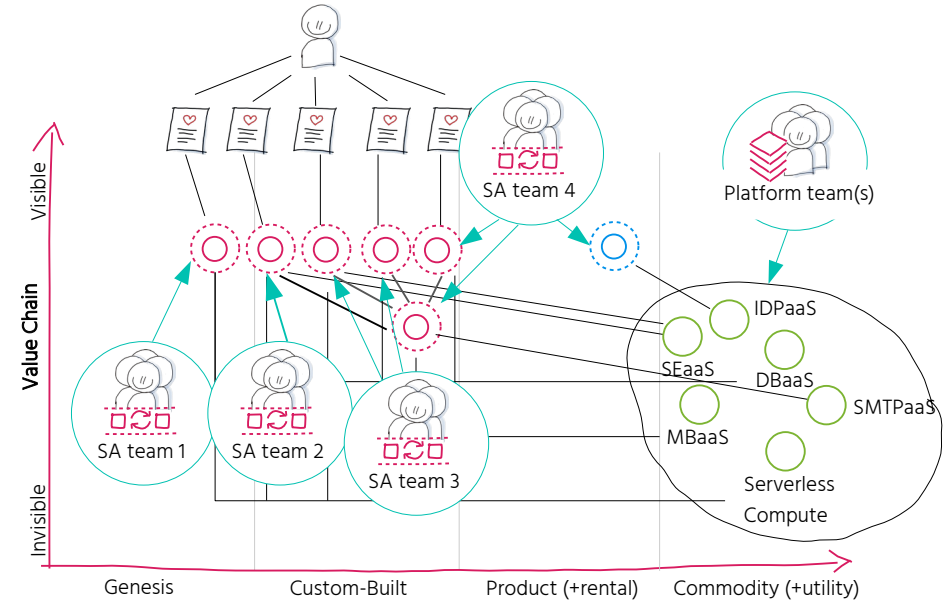 SA team 4
Platform team(s)
Visible
Value Chain
Invisible
IDPaaS
SEaaS
DBaaS
SMTPaaS
MBaaS
Serverless
Compute
SA team 1
SA team 2
SA team 3
Genesis
Custom-Built
Product (+rental)
Commodity (+utility)